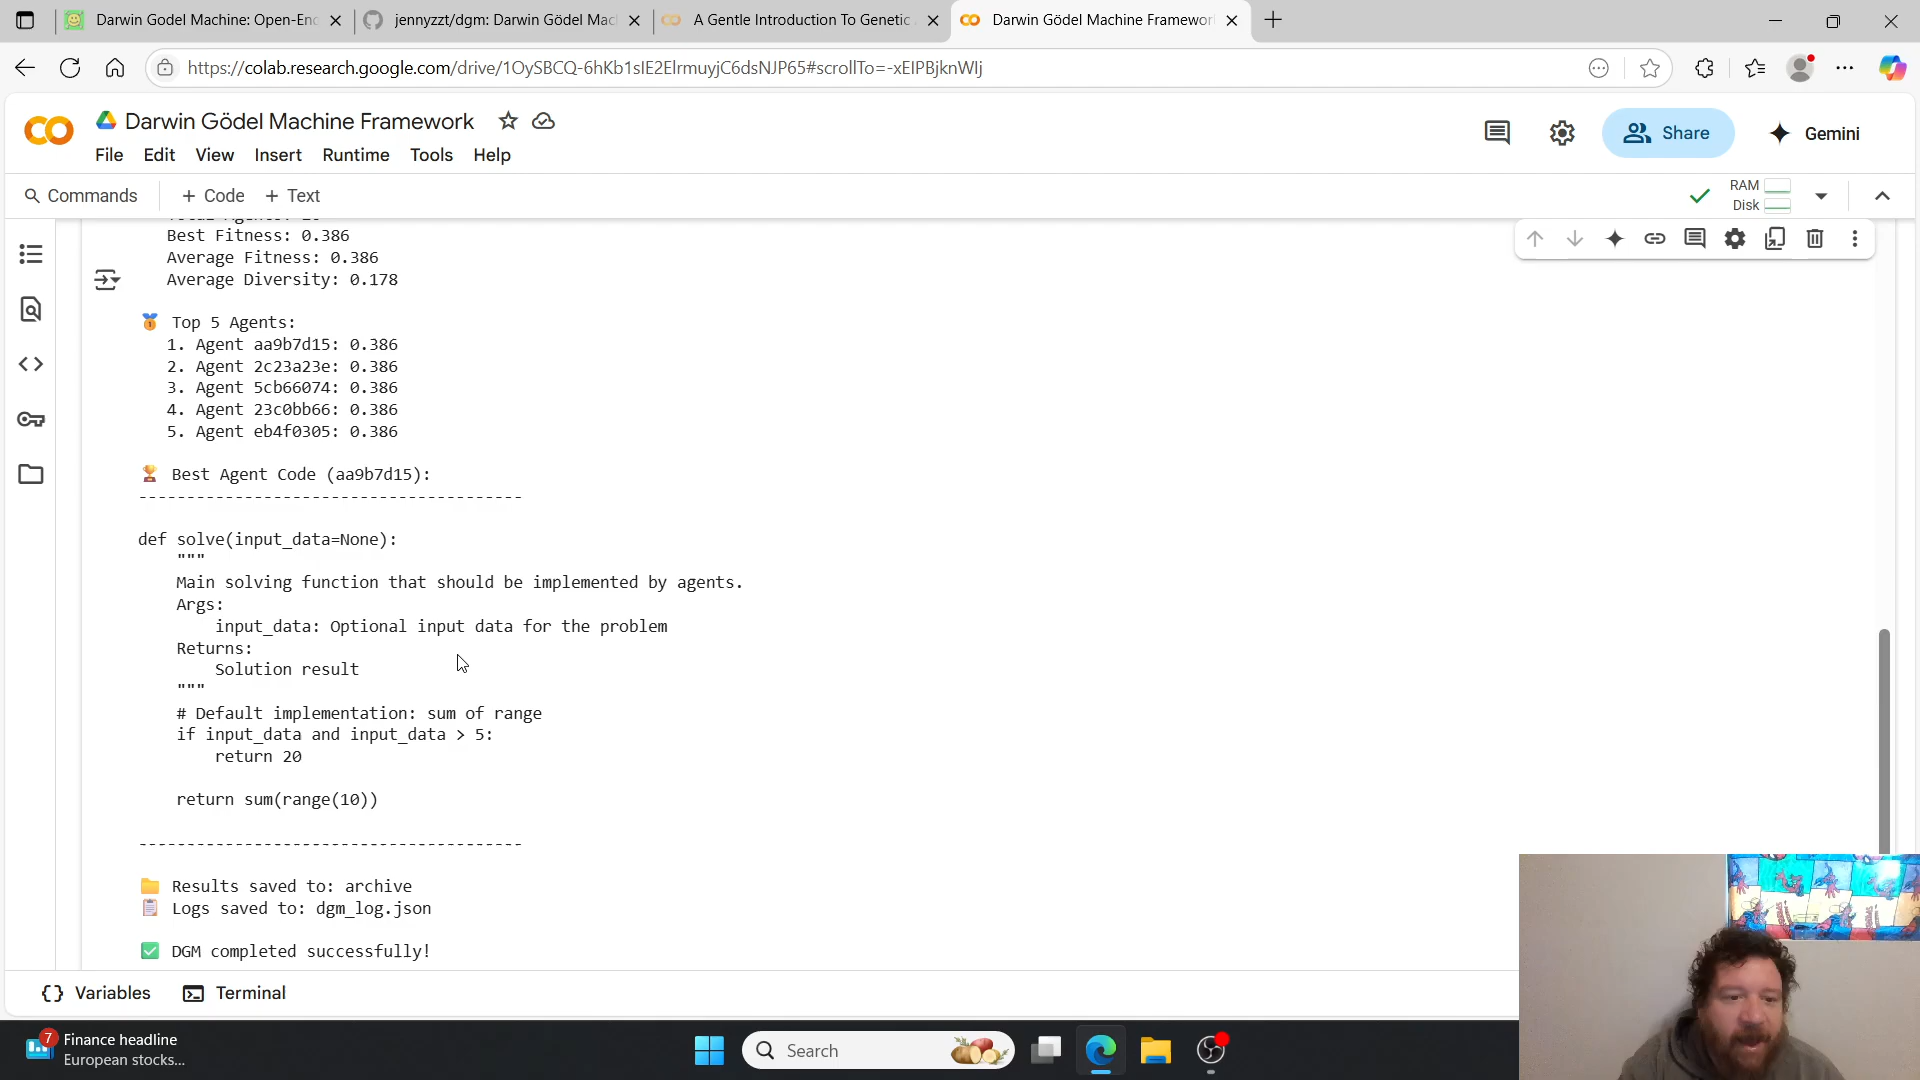 Darwin Godel Machine: Open-En
jennyzzt/dgm: Darwin Gödel Mac
A Gentle Introduction To Genetic
Darwin Gödel Machine Framewor
https://colab.research.google.com/drive/1OySBCQ-6hKb1sIE2ElrmuyjC6dsNJP65#scrollTo=-xEIPBjknWIj
Darwin Gödel Machine Framework
File Edit View Insert Runtime Tools Help
Share
Gemini
Commands + Code + Text
RAM
Disk
Best Fitness: 0.386
Average Fitness: 0.386
Average Diversity: 0.178
Top 5 Agents:
1. Agent aa9b7d15: 0.386
2. Agent 2c23a23e: 0.386
3. Agent 5cb66074: 0.386
4. Agent 23c0bb66: 0.386
5. Agent eb4f0305: 0.386
Best Agent Code (aa9b7d15):
----------------------------------------
def solve(input_data=None):
"""
Main solving function that should be implemented by agents.
Args:
input_data: Optional input data for the problem
Returns:
Solution result
"""
# Default implementation: sum of range
if input_data and input_data > 5:
return 20
return sum(range(10))
----------------------------------------
Results saved to: archive
Logs saved to: dgm_log.json
DGM completed successfully!
Variables Terminal
7
Finance headline
European stocks...
Search